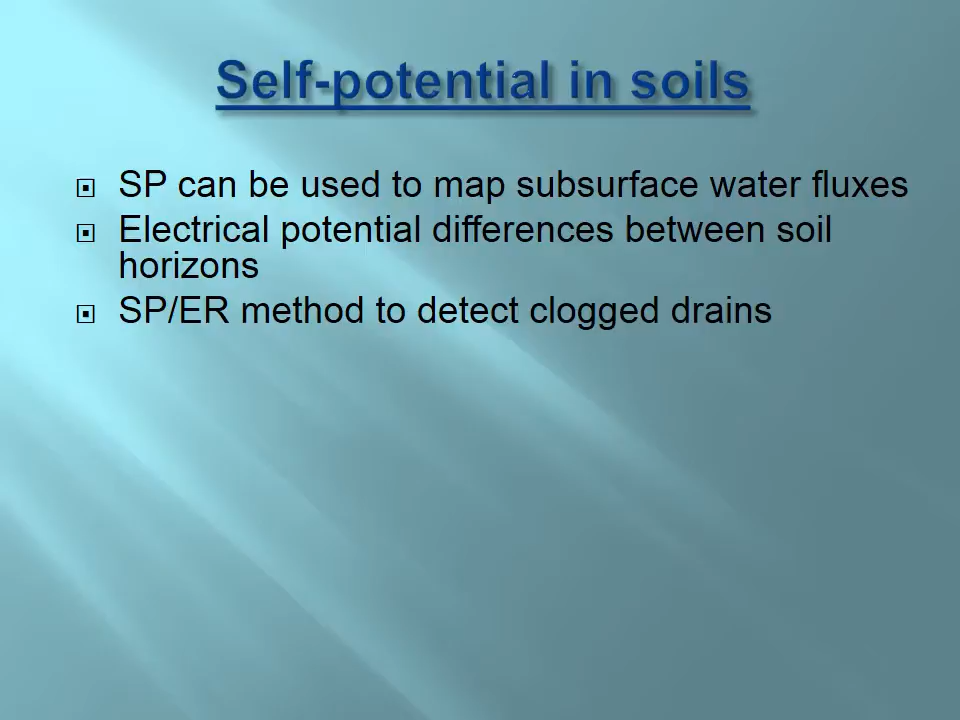 Self-potential in soils
SP can be used to map subsurface water fluxes
Electrical potential differences between soil
horizons
SP/ER method to detect clogged drains